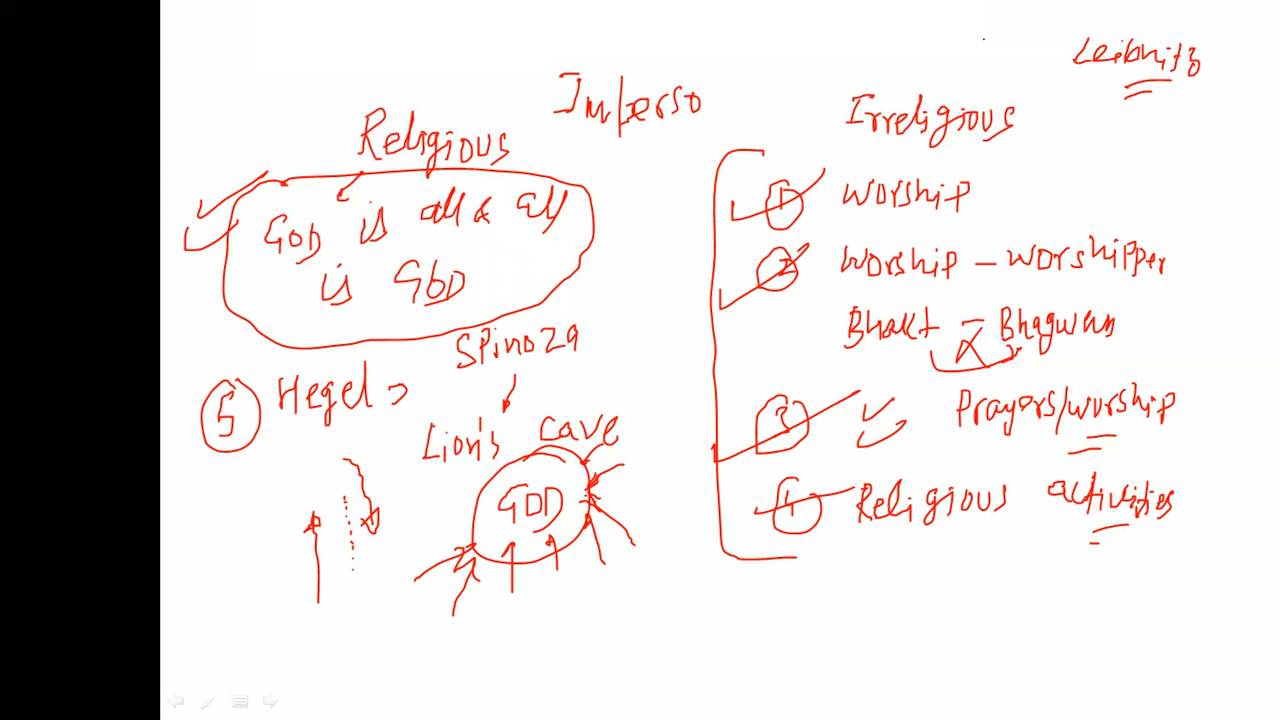 Leibnitz
Imperso
Religious
GOD is all & all
is GOD
Spinoza
5 Hegel >
Lion's cave
GOD
Irreligious
1 Worship
2 Worship - Worshipper
Bhakt - Bhagwan
3 Prayers/worship
4 Religious activities